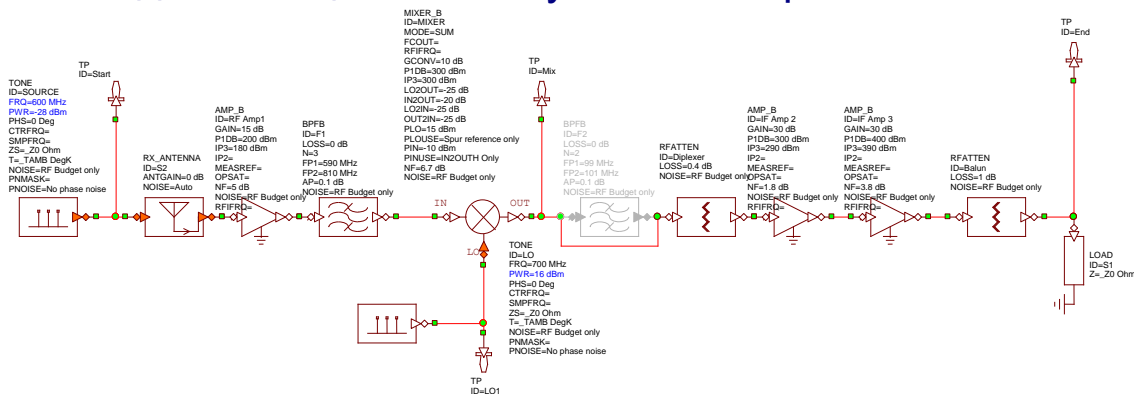 TONE
ID=SOURCE
FRQ=600 MHz
PWR=-28 dBm
PHS=0 Deg
CTRFRQ=
SMPFRQ=
ZS=_Z0 Ohm
T=_TAMB DegK
NOISE=RF Budget only
PNMASK=
PNOISE=No phase noise
TP
ID=Start
RX_ANTENNA
ID=S2
ANTGAIN=0 dB
NOISE=Auto
AMP_B
ID=RF Amp1
GAIN=15 dB
P1DB=200 dBm
IP3=180 dBm
IP2=
MEASREF=
OPSAT=
NF=5 dB
NOISE=RF Budget only
RFIFRQ=
BPFB
ID=F1
LOSS=0 dB
N=3
FP1=590 MHz
FP2=810 MHz
AP=0.1 dB
NOISE=RF Budget only
MIXER_B
ID=MIXER
MODE=SUM
FCOUT=
RFIFRQ=
GCONV=10 dB
P1DB=300 dBm
IP3=300 dBm
LO2OUT=-25 dB
IN2OUT=-20 dB
LO2IN=-25 dB
OUT2IN=-25 dB
PLO=15 dBm
PLOUSE=Spur reference only
PIN=-10 dBm
PINUSE=IN2OUTH Only
NF=6.7 dB
NOISE=RF Budget only
IN
OUT
LO
TONE
ID=LO
FRQ=700 MHz
PWR=16 dBm
PHS=0 Deg
CTRFRQ=
SMPFRQ=
ZS=_Z0 Ohm
T=_TAMB DegK
NOISE=RF Budget only
PNMASK=
PNOISE=No phase noise
TP
ID=LO1
TP
ID=Mix
BPFB
ID=F2
LOSS=0 dB
N=2
FP1=99 MHz
FP2=101 MHz
AP=0.1 dB
NOISE=RF Budget only
RFATTEN
ID=Diplexer
LOSS=0.4 dB
NOISE=RF Budget only
AMP_B
ID=IF Amp 2
GAIN=30 dB
P1DB=300 dBm
IP3=290 dBm
IP2=
MEASREF=
OPSAT=
NF=1.8 dB
NOISE=RF Budget only
RFIFRQ=
AMP_B
ID=IF Amp 3
GAIN=30 dB
P1DB=400 dBm
IP3=390 dBm
IP2=
MEASREF=
OPSAT=
NF=3.8 dB
NOISE=RF Budget only
RFIFRQ=
RFATTEN
ID=Balun
LOSS=1 dB
NOISE=RF Budget only
TP
ID=End
LOAD
ID=S1
Z=_Z0 Ohm